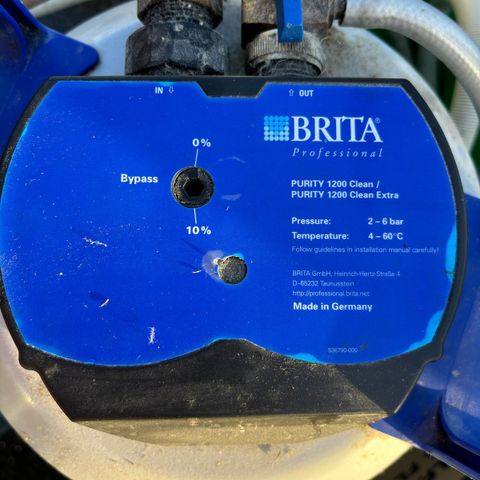 IN ⇩ ⇧ OUT
BRITA®
Professional
0%
Bypass
10%
PURITY 1200 Clean /
PURITY 1200 Clean Extra
Pressure: 2 – 6 bar
Temperature: 4 – 60°C
Follow guidelines in installation manual carefully!
BRITA GmbH, Heinrich-Hertz-Straße 4
D-65232 Taunusstein
http://professional.brita.net
Made in Germany
536790-000